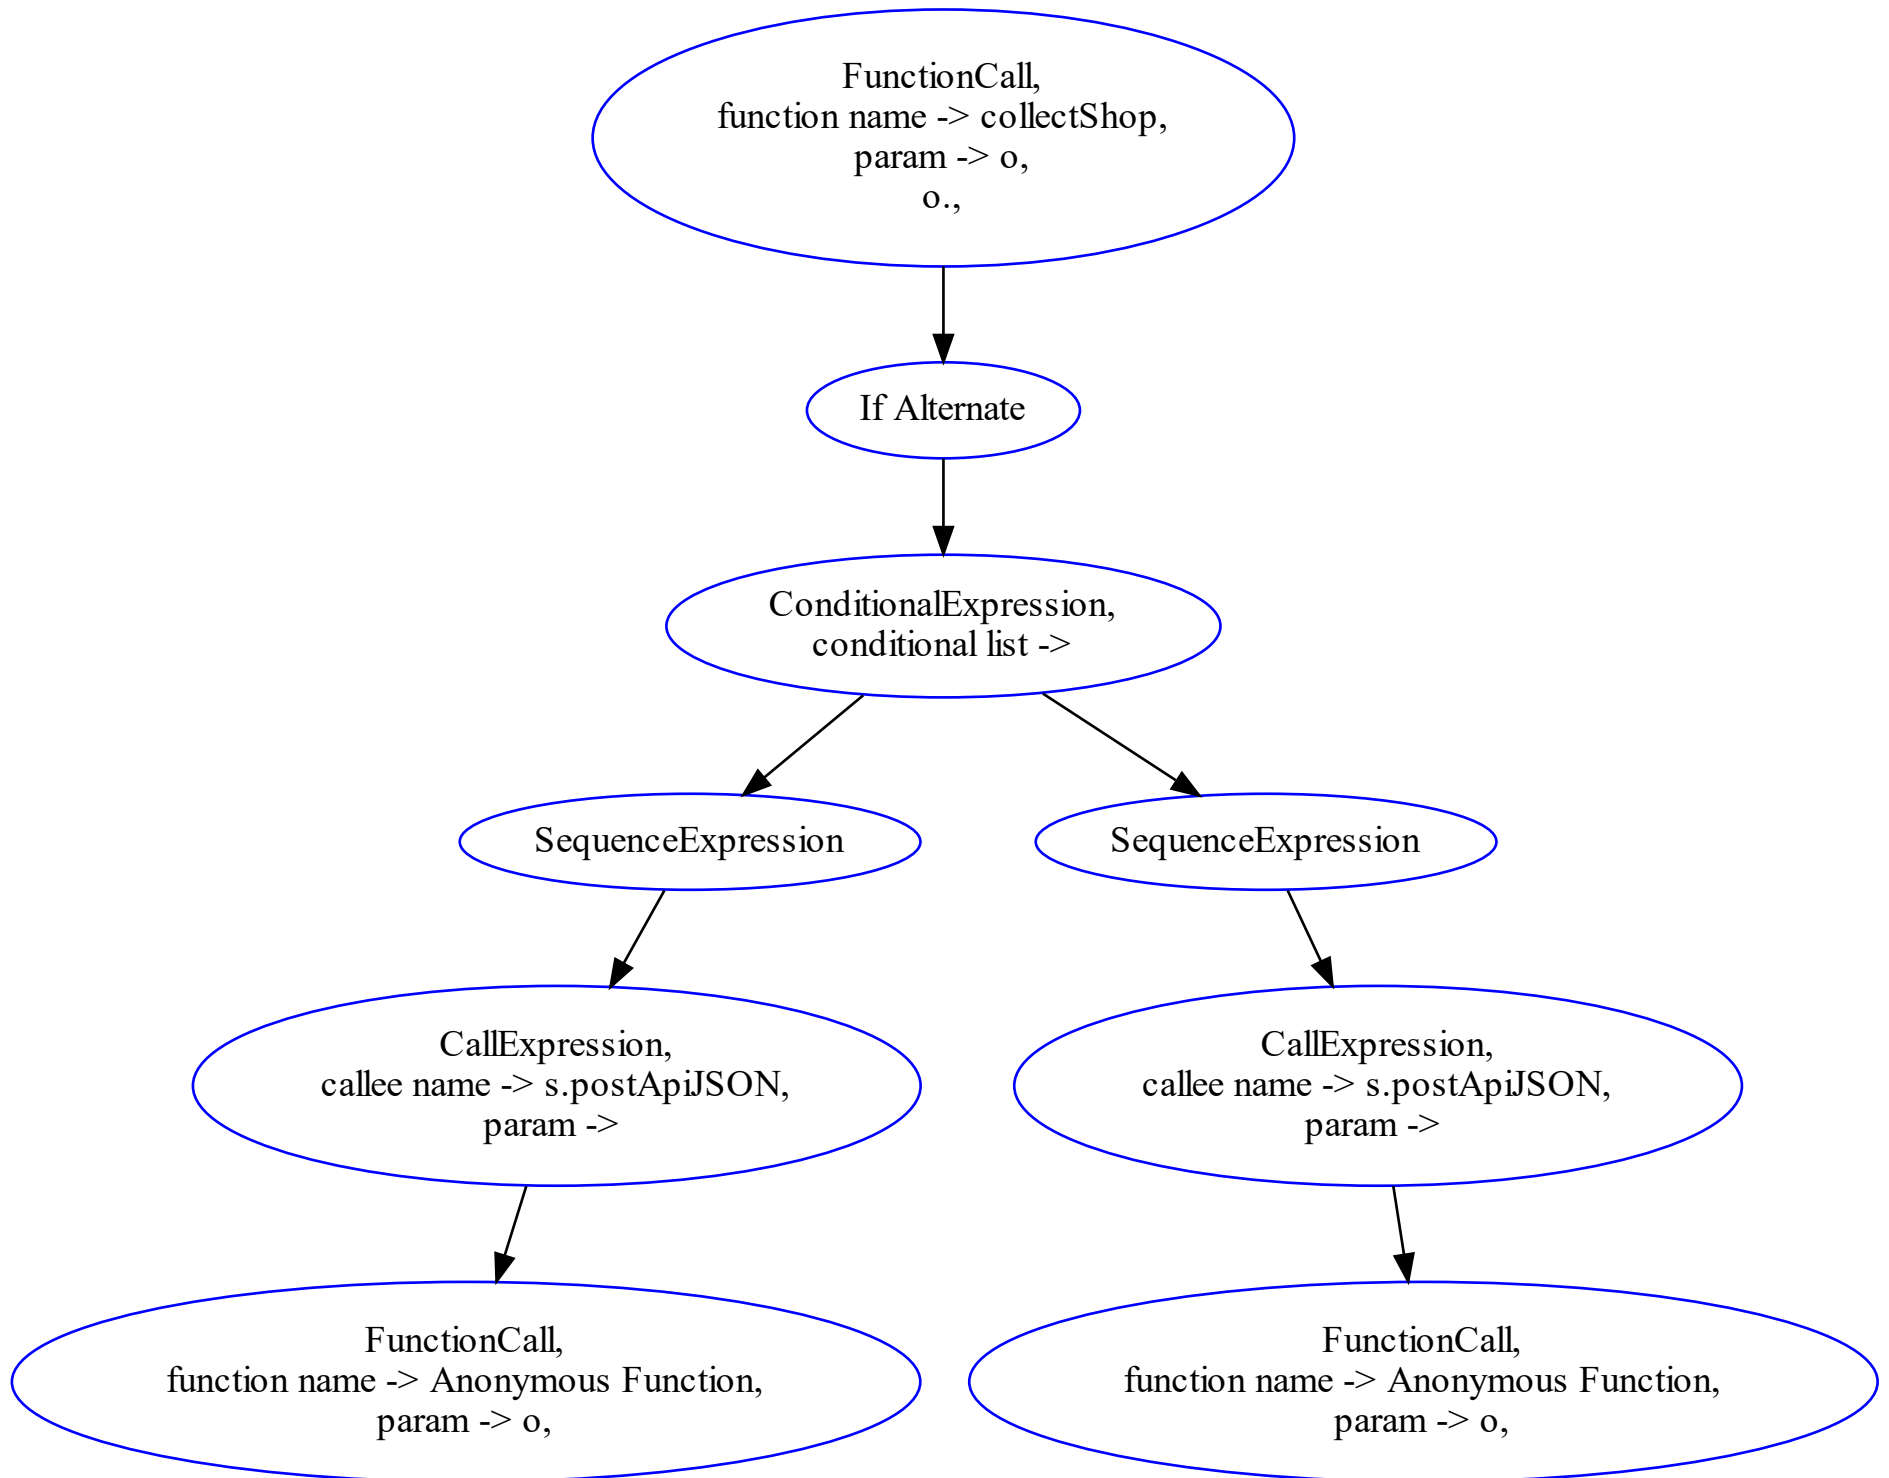 FunctionCall,
function name -> collectShop,
param -> o,
o.,
If Alternate
ConditionalExpression,
conditional list ->
SequenceExpression
SequenceExpression
CallExpression,
callee name -> s.postApiJSON,
param ->
CallExpression,
callee name -> s.postApiJSON,
param ->
FunctionCall,
function name -> Anonymous Function,
param -> o,
FunctionCall,
function name -> Anonymous Function,
param -> o,